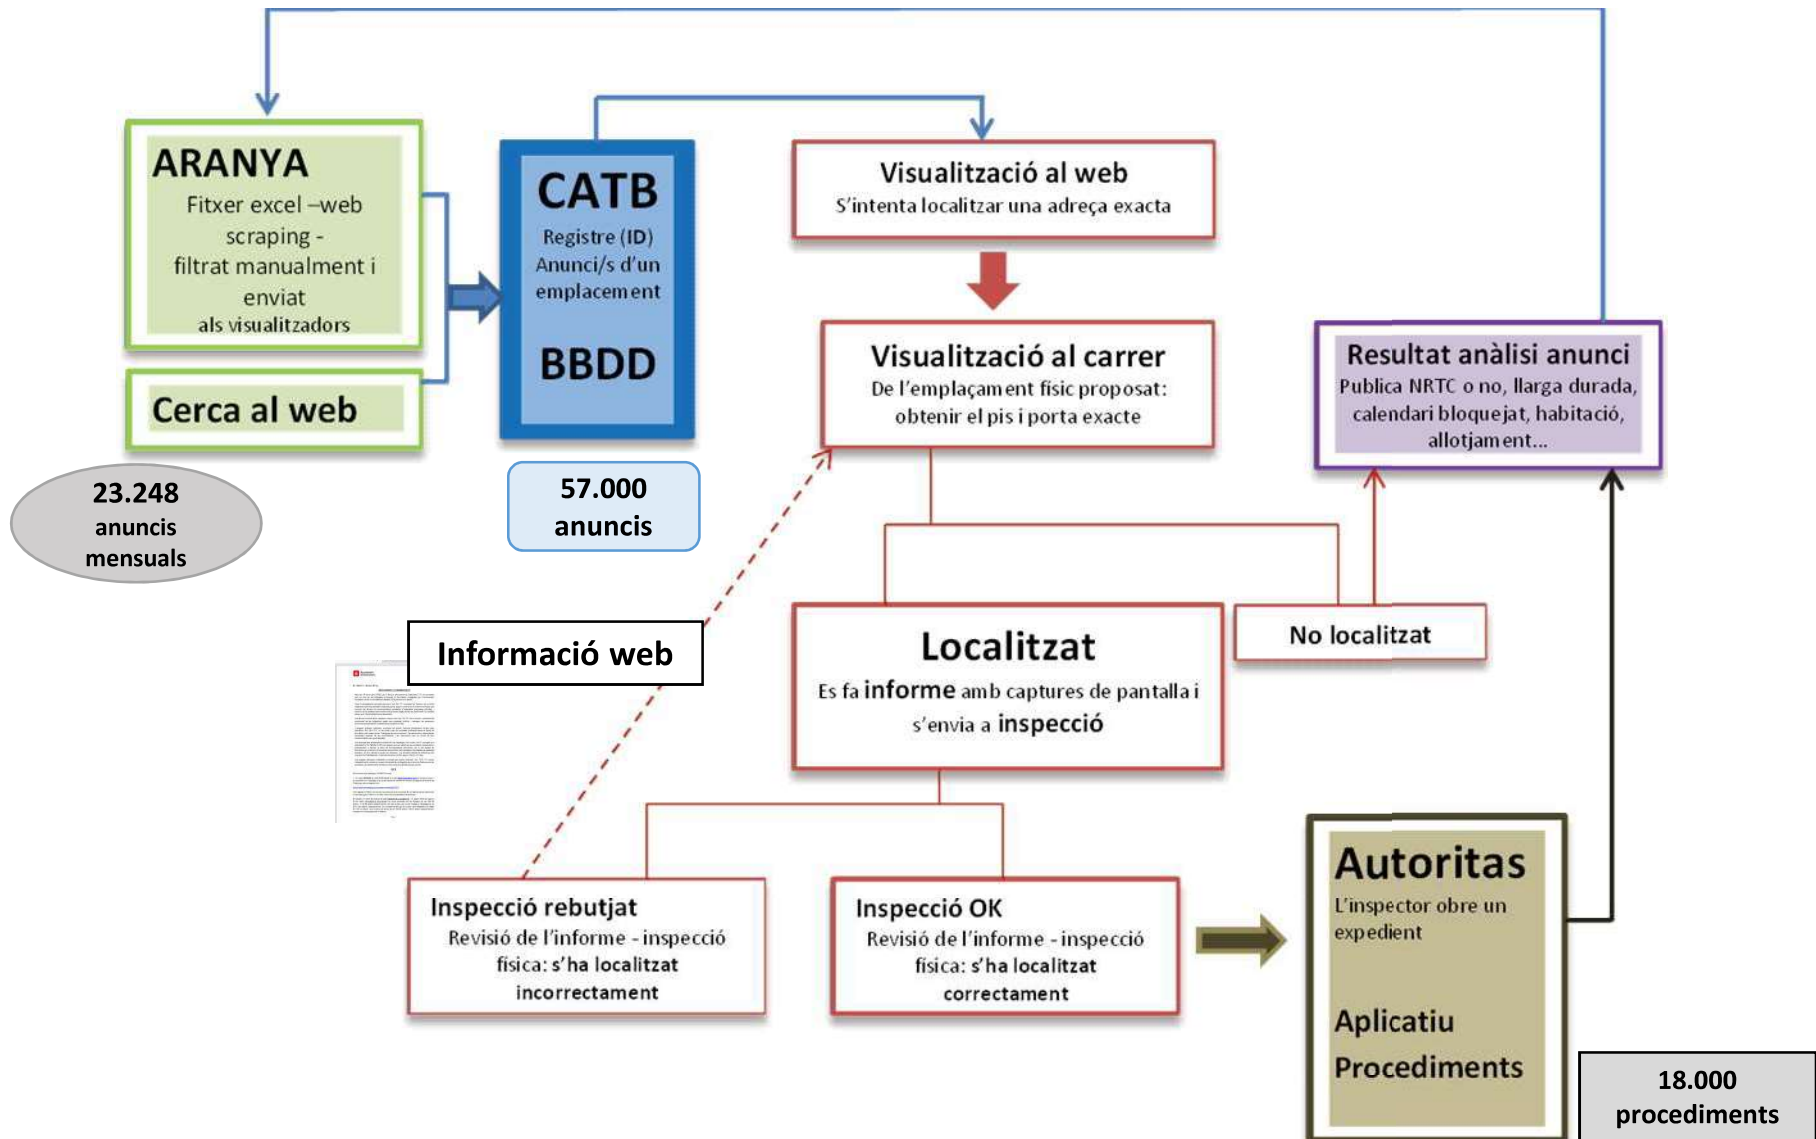 ARANYA
Fitxer excel –web
scraping -
filtrat manualment i
enviat
als visualitzadors
Cerca al web
23.248
anuncis
mensuals
CATB
Registre (ID)
Anunci/s d'un
emplacement
BBDD
57.000
anuncis
Visualització al web
S'intenta localitzar una adreça exacta
Visualització al carrer
De l'emplaçament físic proposat:
obtenir el pis i porta exacte
Resultat anàlisi anunci
Publica NRTC o no, llarga durada,
calendari bloquejat, habitació,
allotjament...
Informació web
Localitzat
Es fa informe amb captures de pantalla i
s'envia a inspecció
No localitzat
Inspecció rebutjat
Revisió de l'informe - inspecció
física: s'ha localitzat
incorrectament
Inspecció OK
Revisió de l'informe - inspecció
física: s'ha localitzat
correctament
Autoritas
L'inspector obre un
expedient
Aplicatiu
Procediments
18.000
procediments